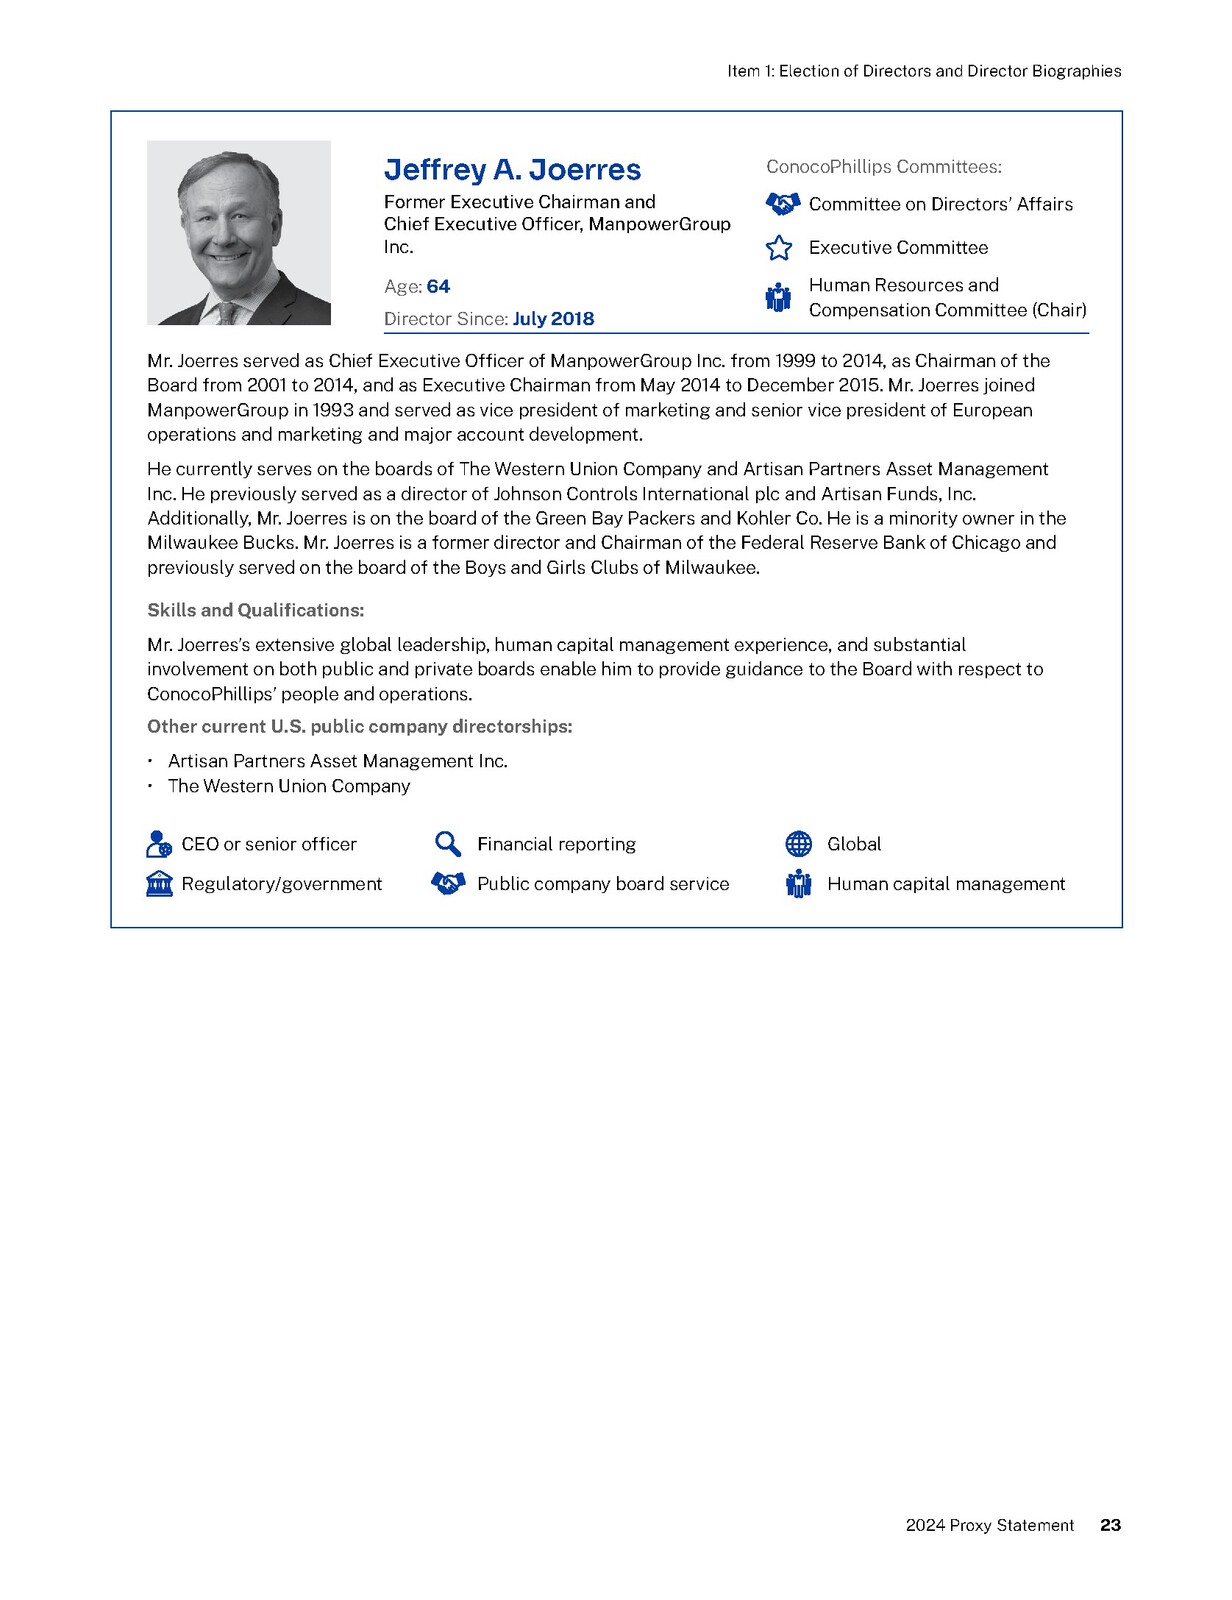 Item 1: Election of Directors and Director Biographies
Jeffrey A. Joerres
Former Executive Chairman and
Chief Executive Officer, ManpowerGroup
Inc.
Age: 64
Director Since: July 2018
ConocoPhillips Committees:
Committee on Directors’ Affairs
Executive Committee
Human Resources and
Compensation Committee (Chair)
Mr. Joerres served as Chief Executive Officer of ManpowerGroup Inc. from 1999 to 2014, as Chairman of the
Board from 2001 to 2014, and as Executive Chairman from May 2014 to December 2015. Mr. Joerres joined
ManpowerGroup in 1993 and served as vice president of marketing and senior vice president of European
operations and marketing and major account development.
He currently serves on the boards of The Western Union Company and Artisan Partners Asset Management
Inc. He previously served as a director of Johnson Controls International plc and Artisan Funds, Inc.
Additionally, Mr. Joerres is on the board of the Green Bay Packers and Kohler Co. He is a minority owner in the
Milwaukee Bucks. Mr. Joerres is a former director and Chairman of the Federal Reserve Bank of Chicago and
previously served on the board of the Boys and Girls Clubs of Milwaukee.
Skills and Qualifications:
Mr. Joerres’s extensive global leadership, human capital management experience, and substantial
involvement on both public and private boards enable him to provide guidance to the Board with respect to
ConocoPhillips’ people and operations.
Other current U.S. public company directorships:
• Artisan Partners Asset Management Inc.
• The Western Union Company
CEO or senior officer
Financial reporting
Global
Regulatory/government
Public company board service
Human capital management
2024 Proxy Statement 23